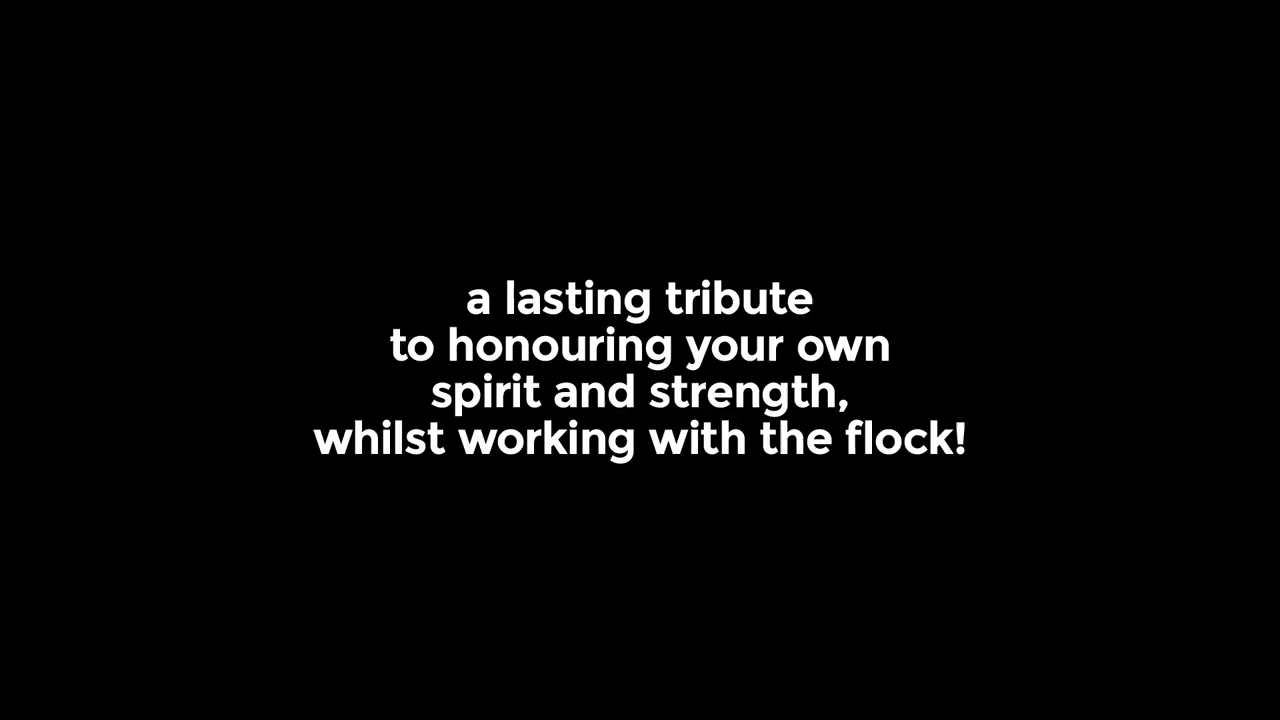 a lasting tribute
to honouring your own
spirit and strength,
whilst working with the flock!